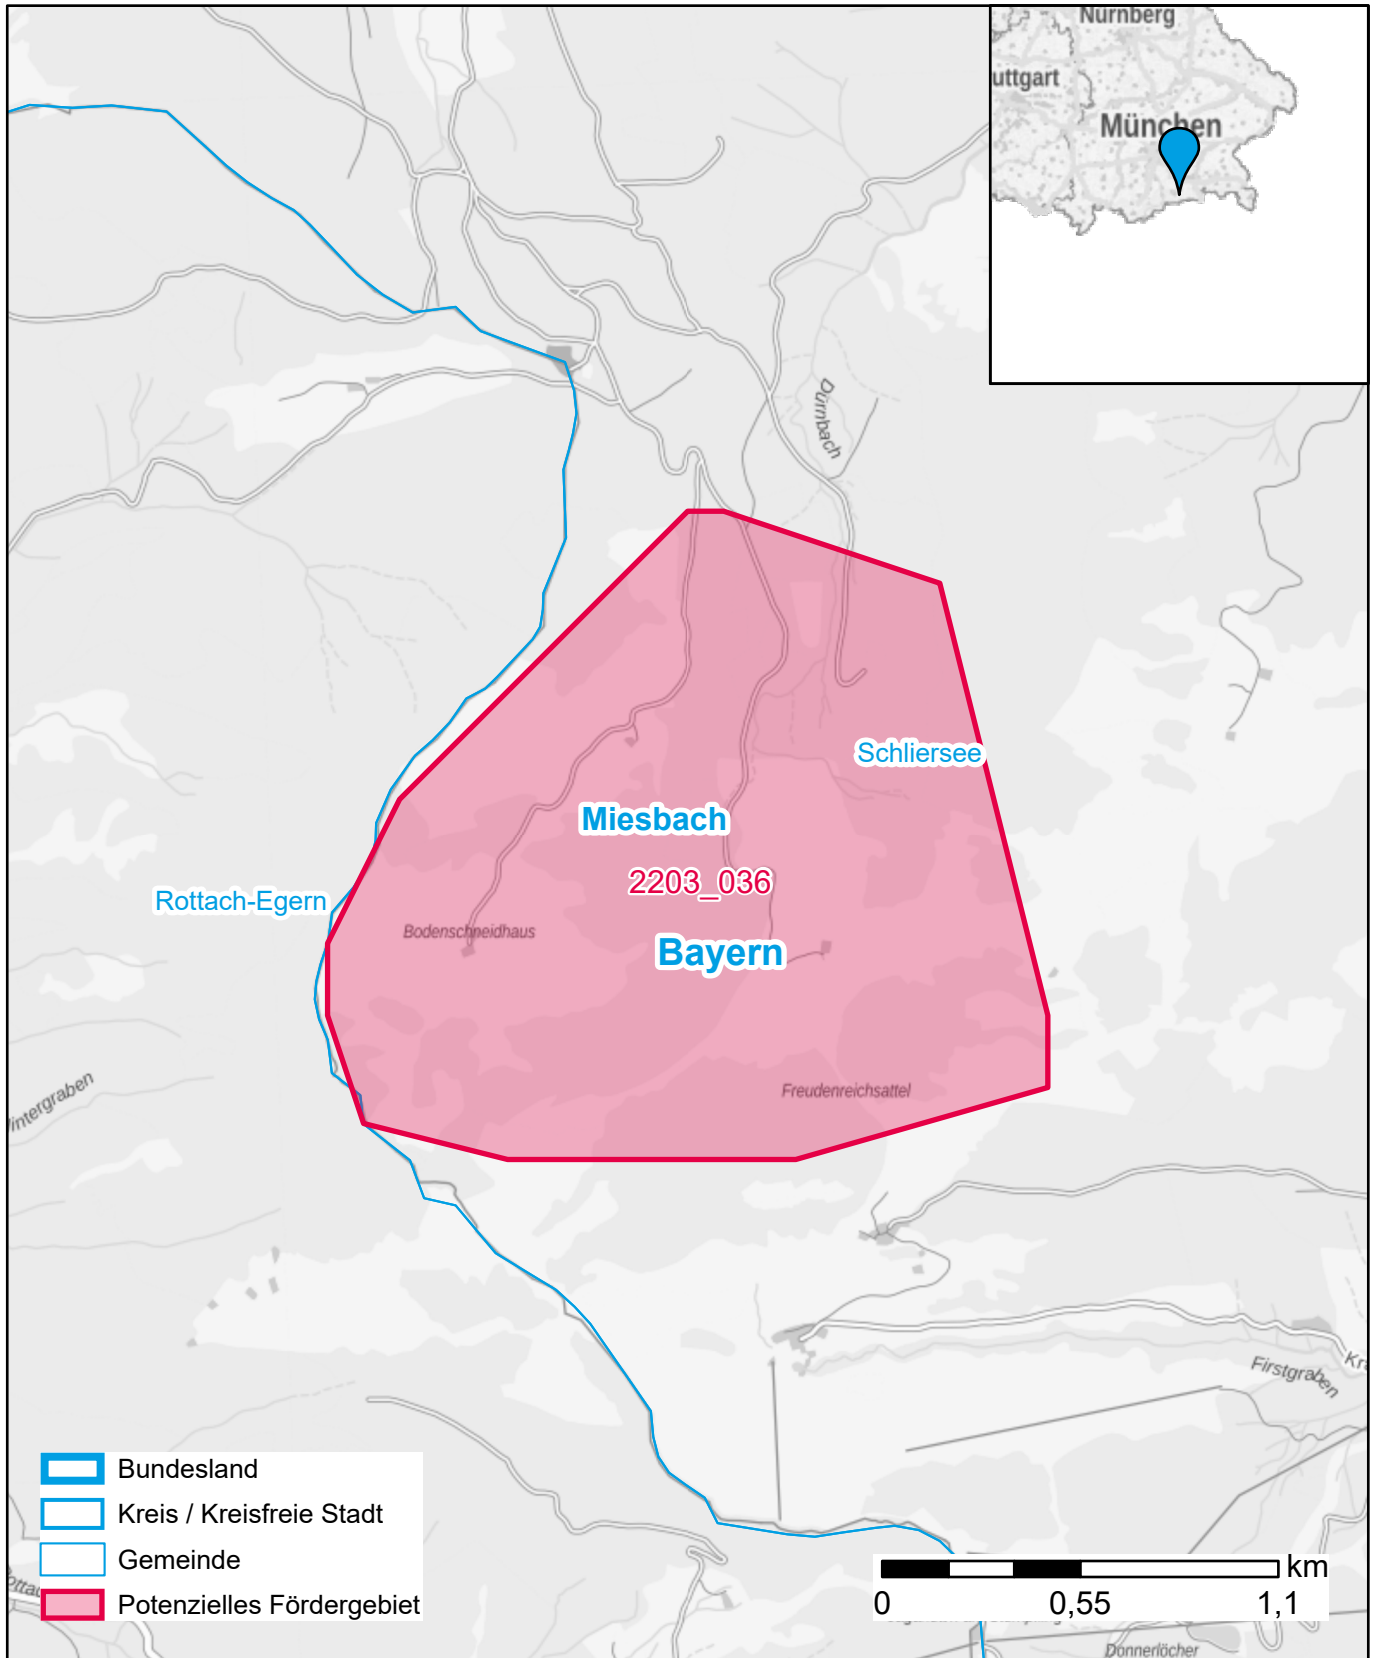 Nürnberg
uttgart
München
Dürnbach
Schliersee
Miesbach
2203_036
Rottach-Egern
Bodenschneidhaus
Bayern
Freudenreichsattel
Firstgraben
Bundesland
Kreis / Kreisfreie Stadt
Gemeinde
Potenzielles Fördergebiet
km
0 0,55 1,1
Donnerlöcher